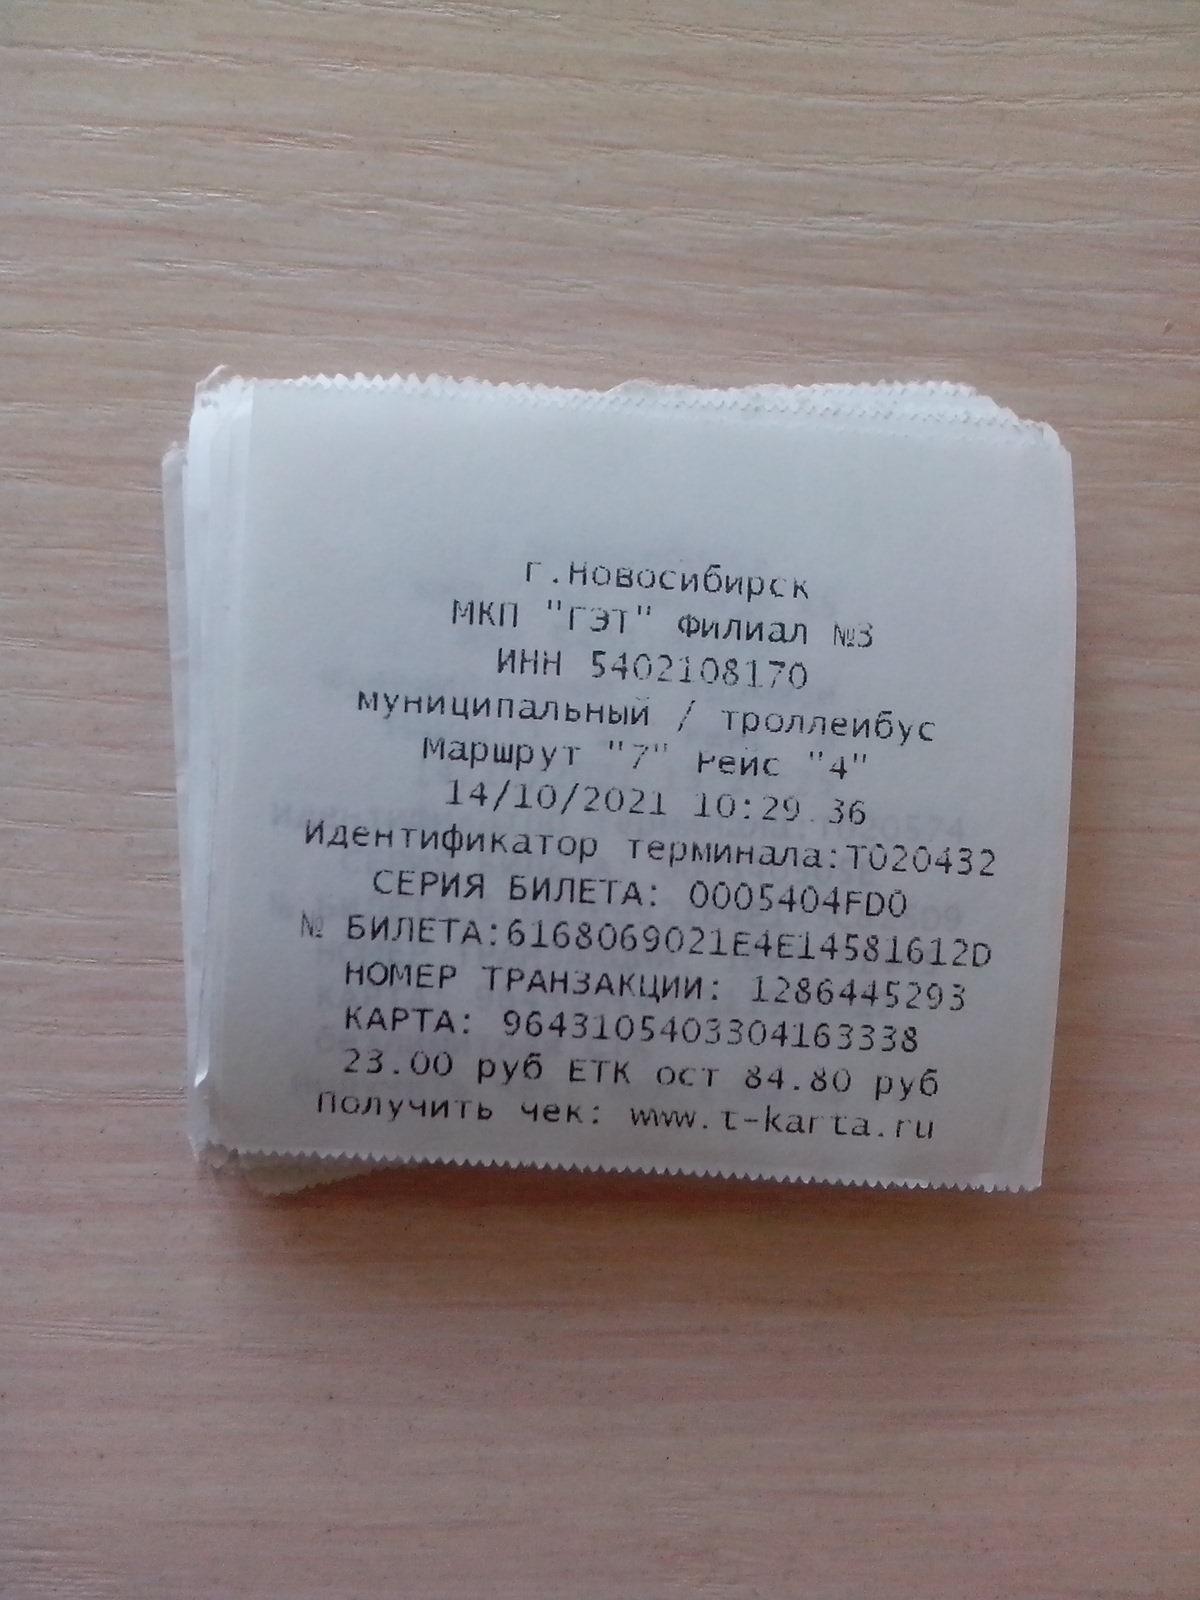 г.Новосибирск
МКП "ГЭТ" Филиал №3
ИНН 5402108170
муниципальный / троллейбус
Маршрут "7" Рейс "4"
14/10/2021 10:29.36
Идентификатор терминала:T020432
СЕРИЯ БИЛЕТА: 0005404FD0
№ БИЛЕТА:6168069021E4E14581612D
НОМЕР ТРАНЗАКЦИИ: 1286445293
КАРТА: 9643105403304163338
23.00 руб ЕТК ост 84.80 руб
Получить чек: www.t-karta.ru